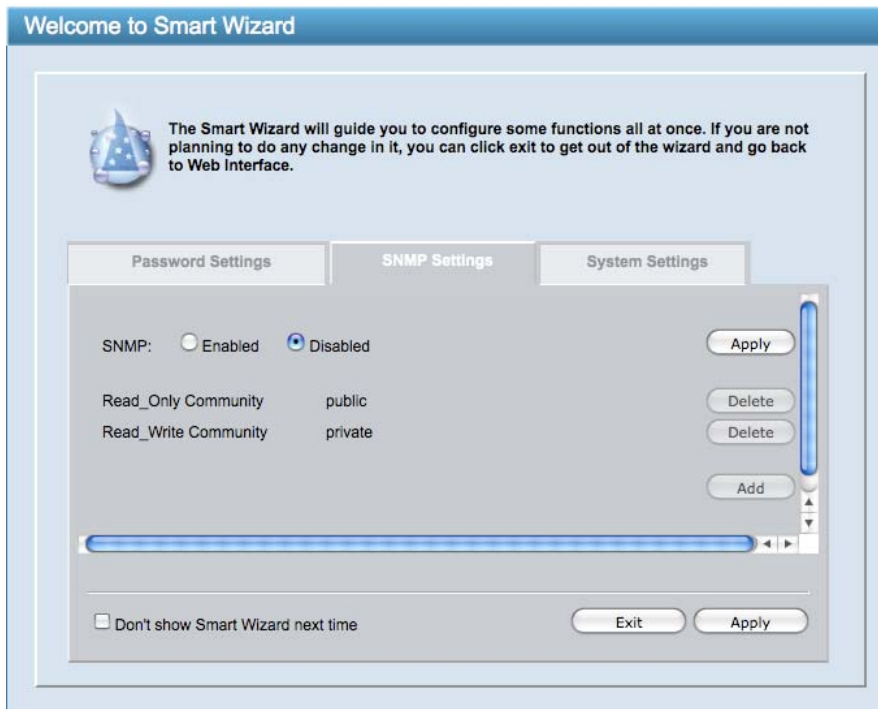 Welcome to Smart Wizard
The Smart Wizard will guide you to configure some functions all at once. If you are not
planning to do any change in it, you can click exit to get out of the wizard and go back
to Web Interface.
Password Settings SNMP Settings System Settings
SNMP: Enabled Disabled Apply
Read_Only Community public Delete
Read_Write Community private Delete
Add
Don't show Smart Wizard next time Exit Apply